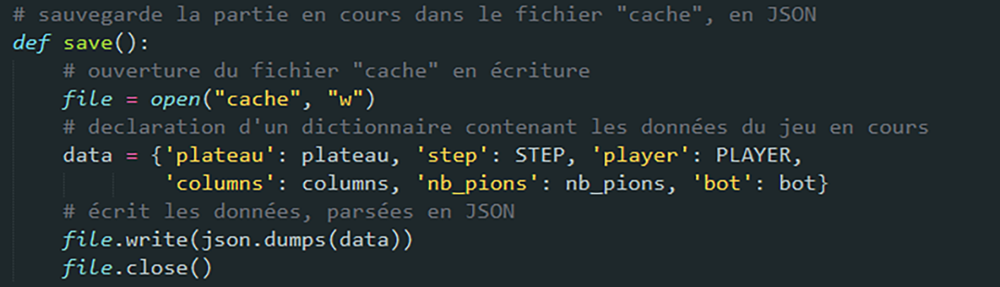 # sauvegarde la partie en cours dans le fichier "cache", en JSON
def save():
# ouverture du fichier "cache" en écriture
file = open("cache", "w")
# declaration d'un dictionnaire contenant les données du jeu en cours
data = {'plateau': plateau, 'step': STEP, 'player': PLAYER,
'columns': columns, 'nb_pions': nb_pions, 'bot': bot}
# écrit les données, parsées en JSON
file.write(json.dumps(data))
file.close()